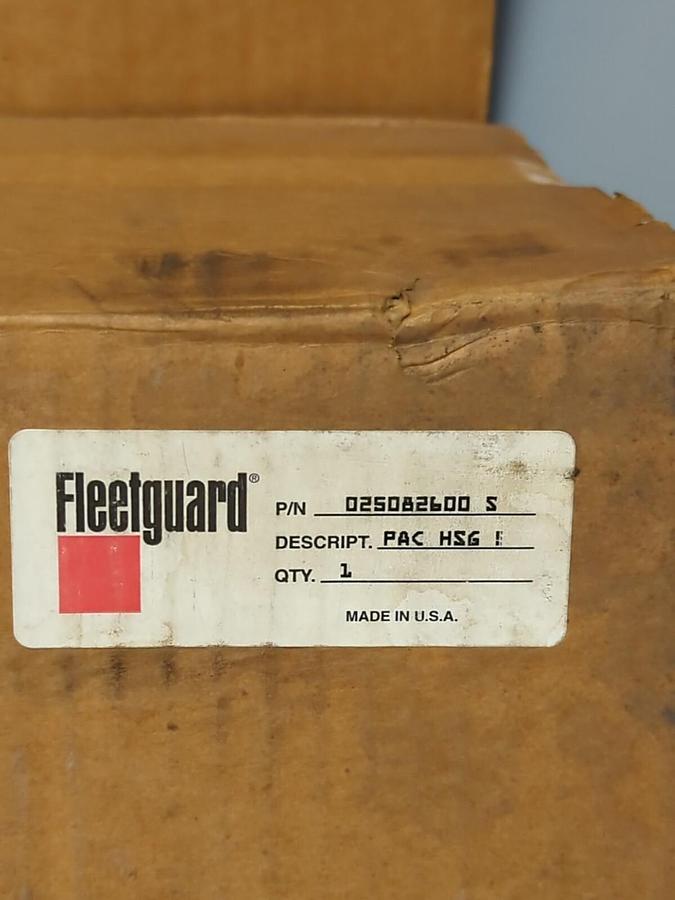 Fleetguard®
P/N 025082600 S
DESCRIPT. PAC HSG
QTY. 1
MADE IN U.S.A.